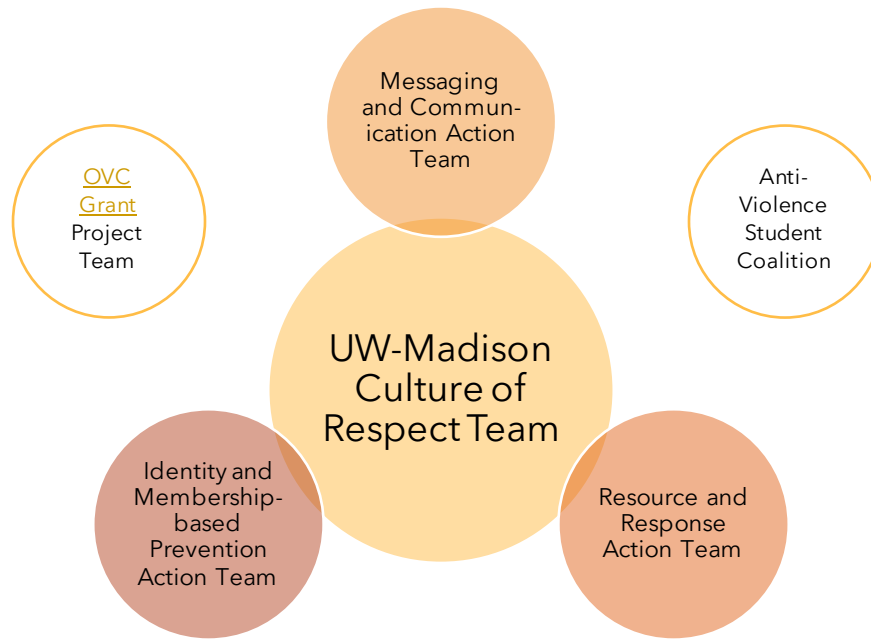 Messaging
and Commun-
ication Action
Team
OVC
Grant
Project
Team
Anti-
Violence
Student
Coalition
UW-Madison
Culture of
Respect Team
Identity and
Membership-
based
Prevention
Action Team
Resource and
Response
Action Team